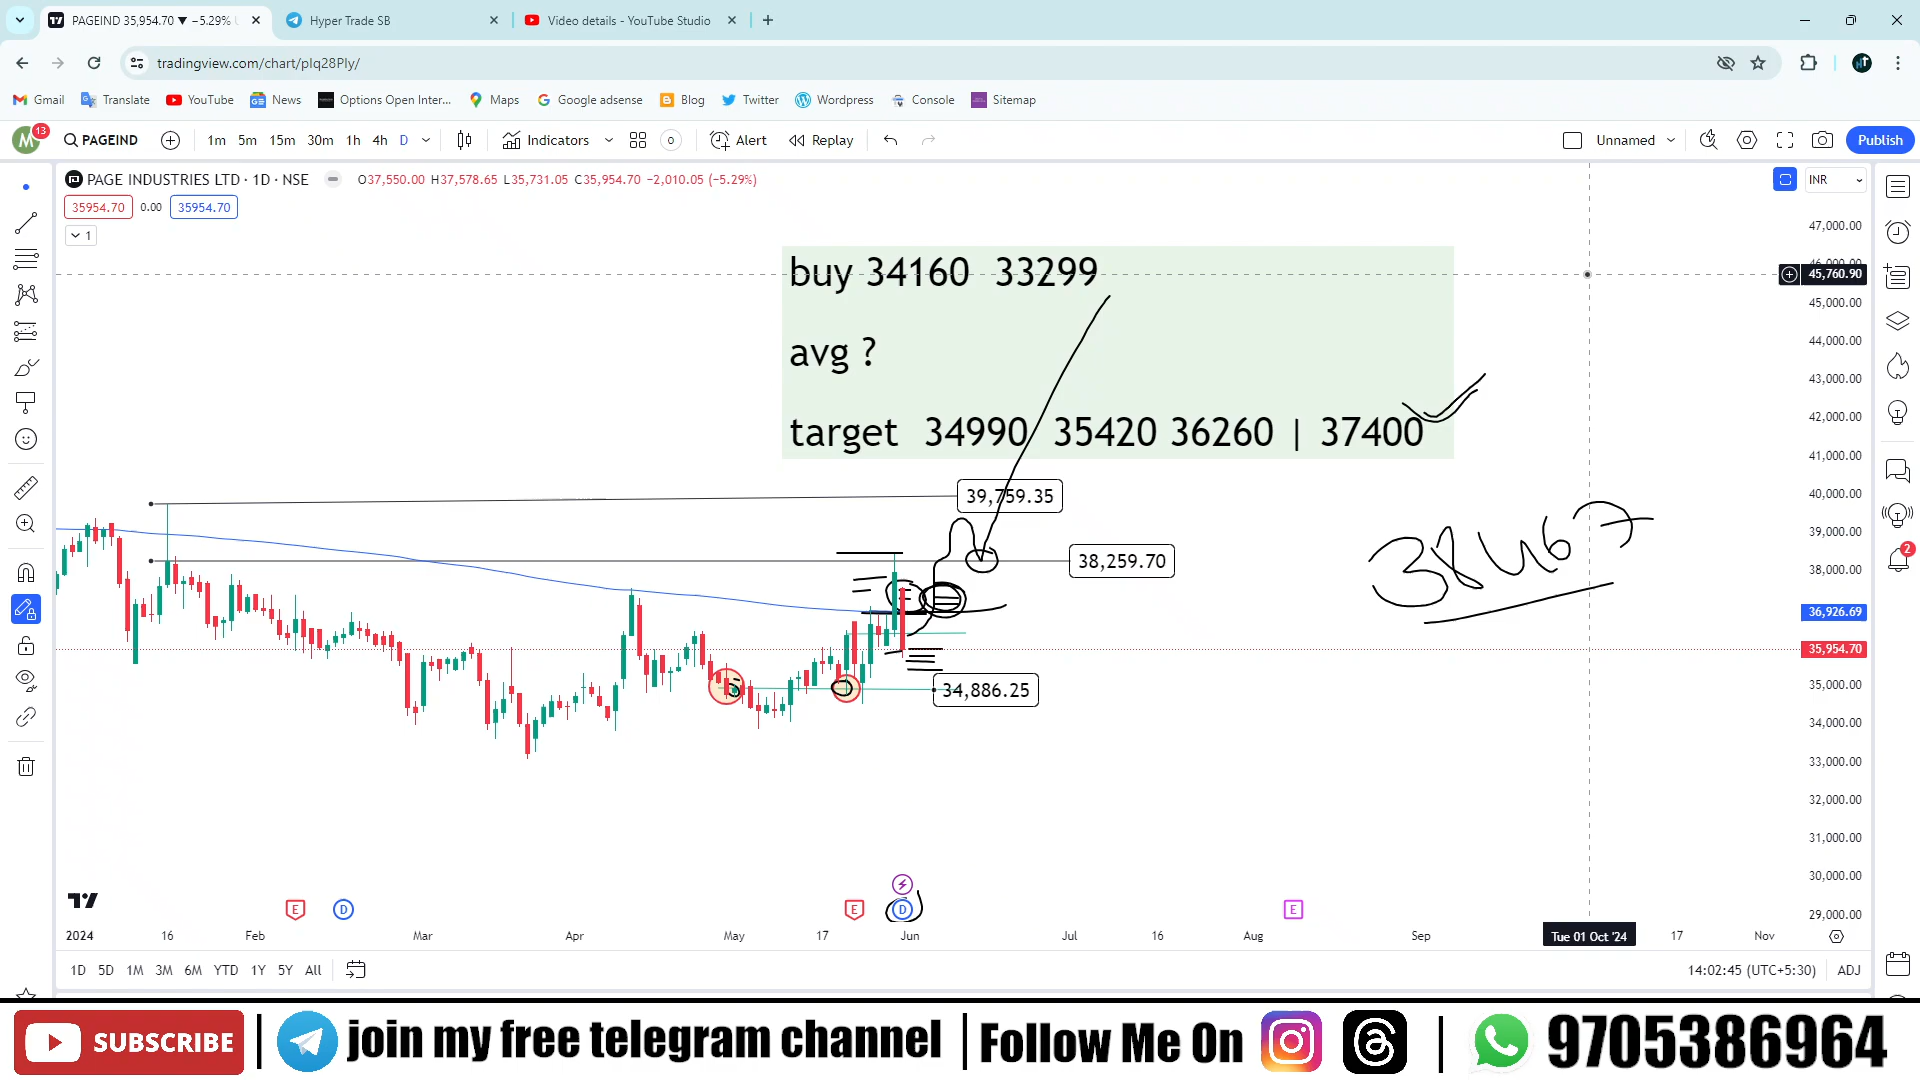 PAGEIND 35,954.70 ▼ −5.29%
Hyper Trade SB
Video details - YouTube Studio
tradingview.com/chart/plq28Ply/
Gmail Translate YouTube News Options Open Inter... Maps Google adsense Blog Twitter Wordpress Console Sitemap
M 13 PAGEIND 1m 5m 15m 30m 1h 4h D Indicators 0 Alert Replay Unnamed Publish
PAGE INDUSTRIES LTD · 1D · NSE O37,550.00 H37,578.65 L35,731.05 C35,954.70 −2,010.05 (−5.29%)
INR
35954.70 0.00 35954.70
1
47,000.00
buy 34160 33299
46,000.00
45,760.90
45,000.00
44,000.00
avg ?
43,000.00
42,000.00
target 34990 35420 36260 | 37400
41,000.00
40,000.00
39,759.35
39,000.00
38467
38,259.70
38,000.00
36,926.69
35,954.70
35,000.00
34,886.25
34,000.00
33,000.00
32,000.00
31,000.00
30,000.00
29,000.00
E D E D E
2
2024 16 Feb Mar Apr May 17 Jun Jul 16 Aug Sep Tue 01 Oct '24 17 Nov
1D 5D 1M 3M 6M YTD 1Y 5Y All
14:02:45 (UTC+5:30) ADJ
SUBSCRIBE | join my free telegram channel | Follow Me On | 9705386964